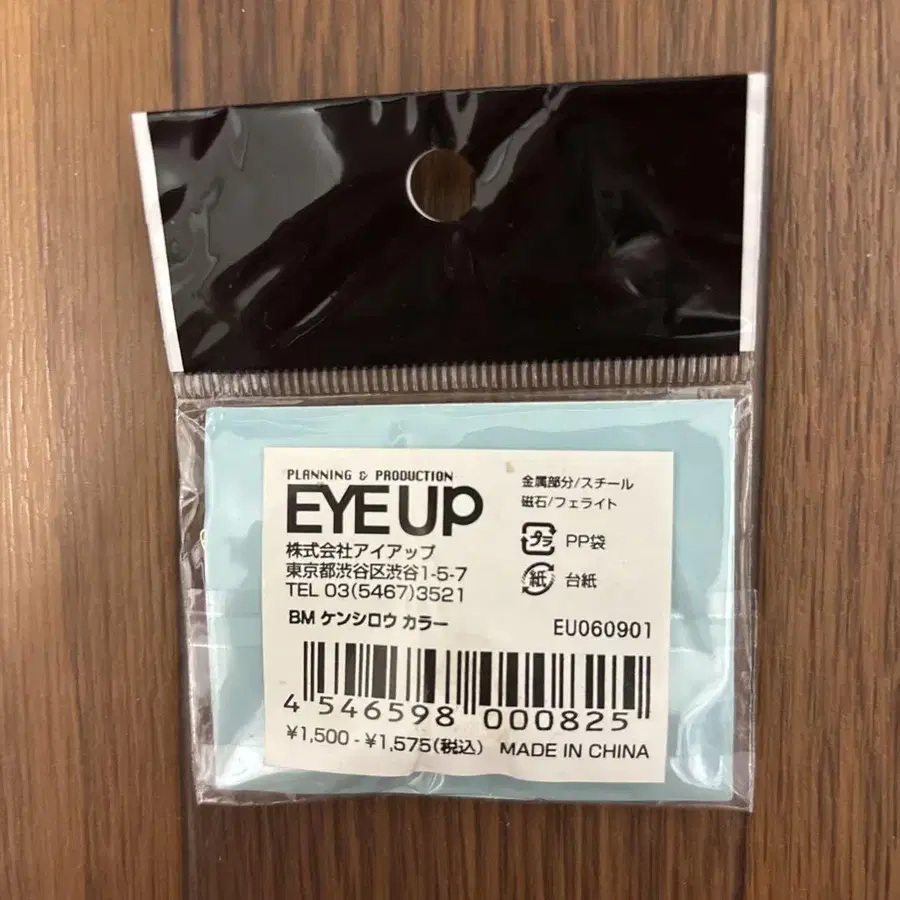 PLANNING & PRODUCTION
EYEUP
株式会社アイアップ
東京都渋谷区渋谷1-5-7
TEL 03(5467)3521
金属部分/スチール
磁石/フェライト
プラ PP袋
紙 台紙
BM ケンシロウ カラー EU060901
4 546598 000825
¥1,500 - ¥1,575(税込) MADE IN CHINA